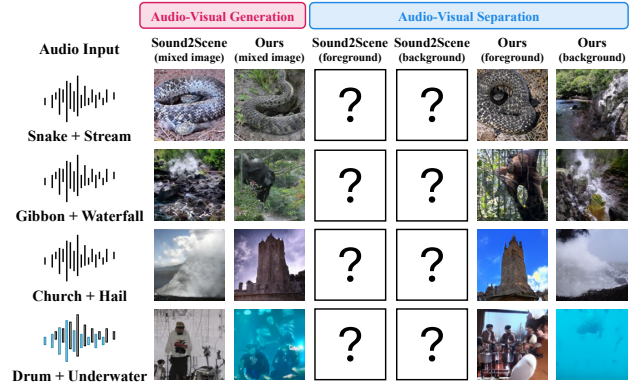 Audio-Visual Generation Audio-Visual Separation
Audio Input Sound2Scene Ours Sound2Scene Sound2Scene Ours Ours
(mixed image) (mixed image) (foreground) (background) (foreground) (background)
? ?
Snake + Stream
? ?
Gibbon + Waterfall
? ?
Church + Hail
? ?
Drum + Underwater